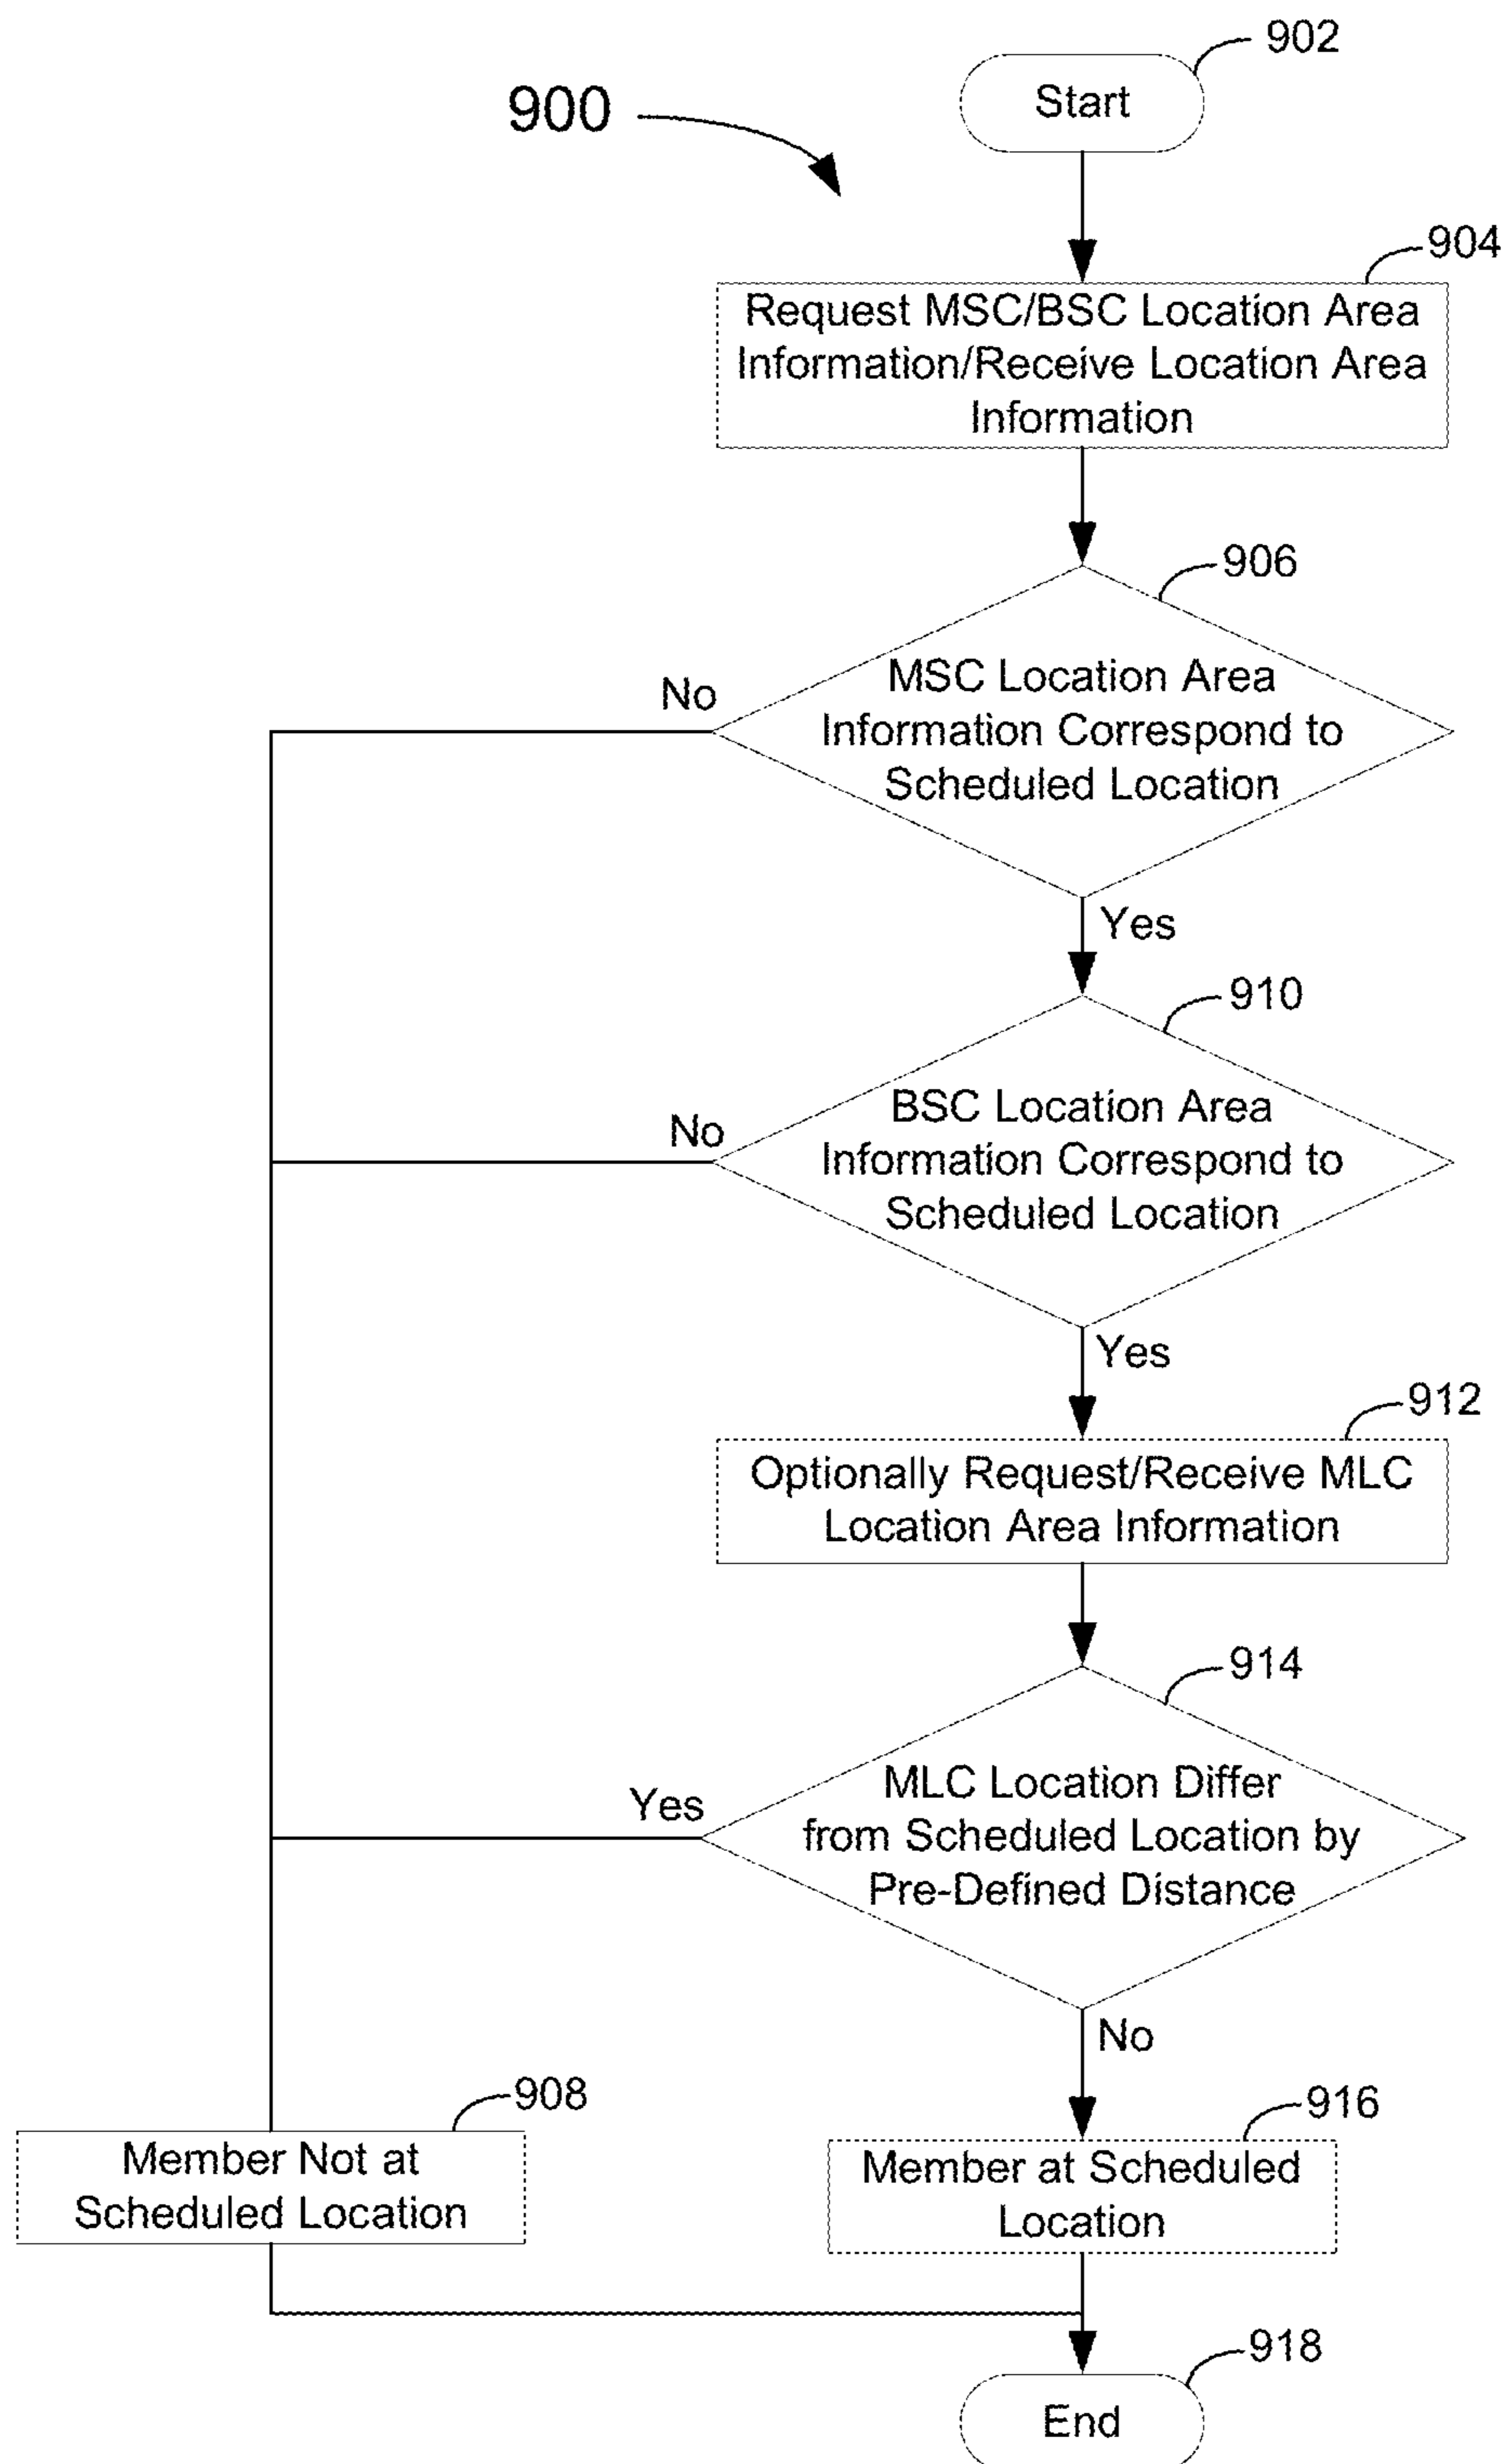 902
Start
900
904
Request MSC/BSC Location Area
Information/Receive Location Area
Information
906
MSC Location Area
Information Correspond to
Scheduled Location
No
Yes
910
BSC Location Area
Information Correspond to
Scheduled Location
No
Yes
912
Optionally Request/Receive MLC
Location Area Information
914
MLC Location Differ
from Scheduled Location by
Pre-Defined Distance
Yes
No
908
Member Not at
Scheduled Location
916
Member at Scheduled
Location
918
End